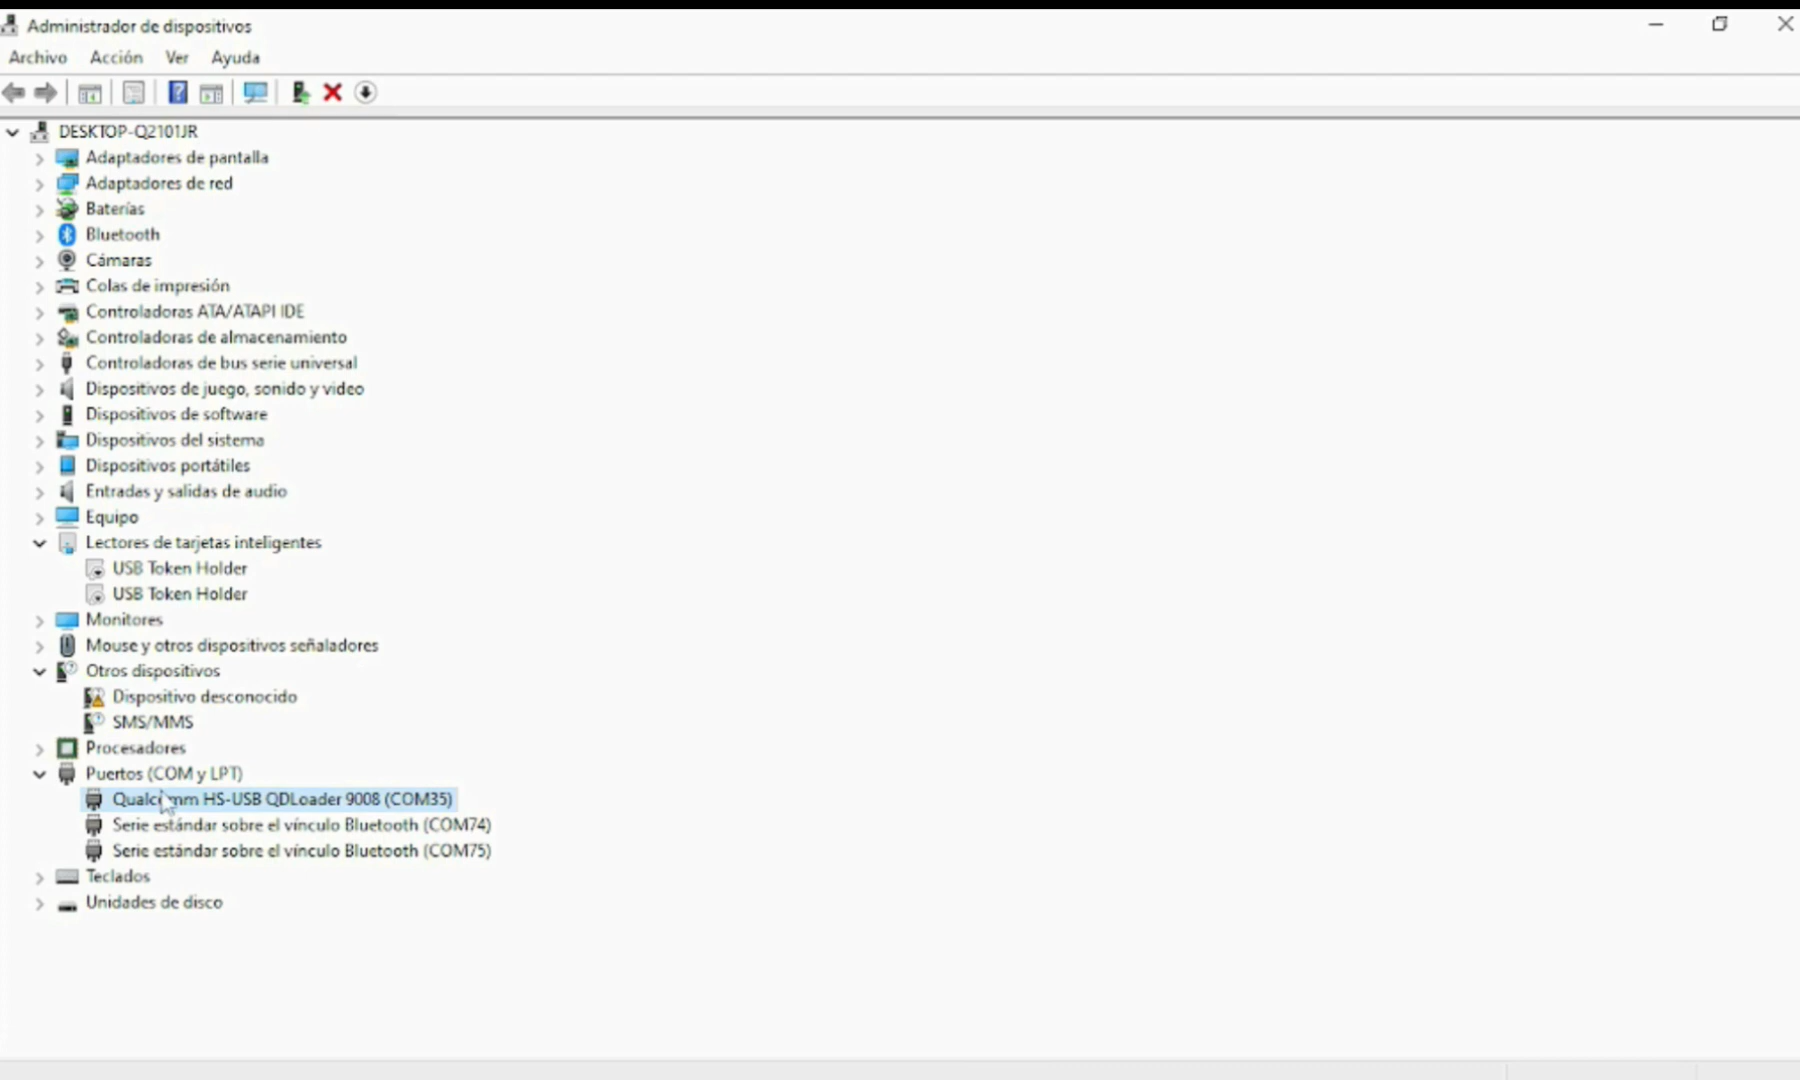 Administrador de dispositivos
Archivo Acción Ver Ayuda
DESKTOP-Q2101JR
Adaptadores de pantalla
Adaptadores de red
Baterías
Bluetooth
Cámaras
Colas de impresión
Controladoras ATA/ATAPI IDE
Controladoras de almacenamiento
Controladoras de bus serie universal
Dispositivos de juego, sonido y video
Dispositivos de software
Dispositivos del sistema
Dispositivos portátiles
Entradas y salidas de audio
Equipo
Lectores de tarjetas inteligentes
USB Token Holder
USB Token Holder
Monitores
Mouse y otros dispositivos señaladores
Otros dispositivos
Dispositivo desconocido
SMS/MMS
Procesadores
Puertos (COM y LPT)
Qualcomm HS-USB QDLoader 9008 (COM35)
Serie estándar sobre el vínculo Bluetooth (COM74)
Serie estándar sobre el vínculo Bluetooth (COM75)
Teclados
Unidades de disco